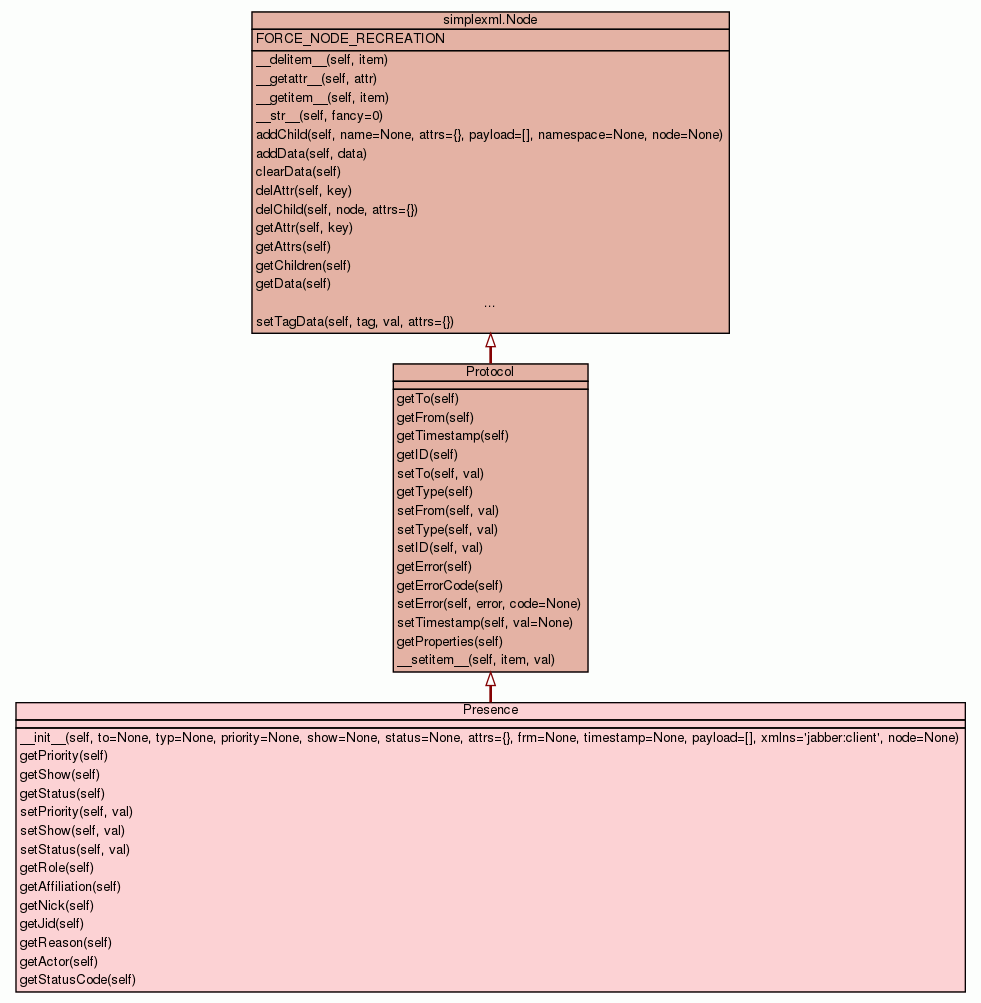 simplexml.Node
FORCE_NODE_RECREATION
__delitem__(self, item)
__getattr__(self, attr)
__getitem__(self, item)
__str__(self, fancy=0)
addChild(self, name=None, attrs={}, payload=[], namespace=None, node=None)
addData(self, data)
clearData(self)
delAttr(self, key)
delChild(self, node, attrs={})
getAttr(self, key)
getAttrs(self)
getChildren(self)
getData(self)
...
setTagData(self, tag, val, attrs={})
Protocol
getTo(self)
getFrom(self)
getTimestamp(self)
getID(self)
setTo(self, val)
getType(self)
setFrom(self, val)
setType(self, val)
setID(self, val)
getError(self)
getErrorCode(self)
setError(self, error, code=None)
setTimestamp(self, val=None)
getProperties(self)
__setitem__(self, item, val)
Presence
__init__(self, to=None, typ=None, priority=None, show=None, status=None, attrs={}, frm=None, timestamp=None, payload=[], xmlns='jabber:client', node=None)
getPriority(self)
getShow(self)
getStatus(self)
setPriority(self, val)
setShow(self, val)
setStatus(self, val)
getRole(self)
getAffiliation(self)
getNick(self)
getJid(self)
getReason(self)
getActor(self)
getStatusCode(self)